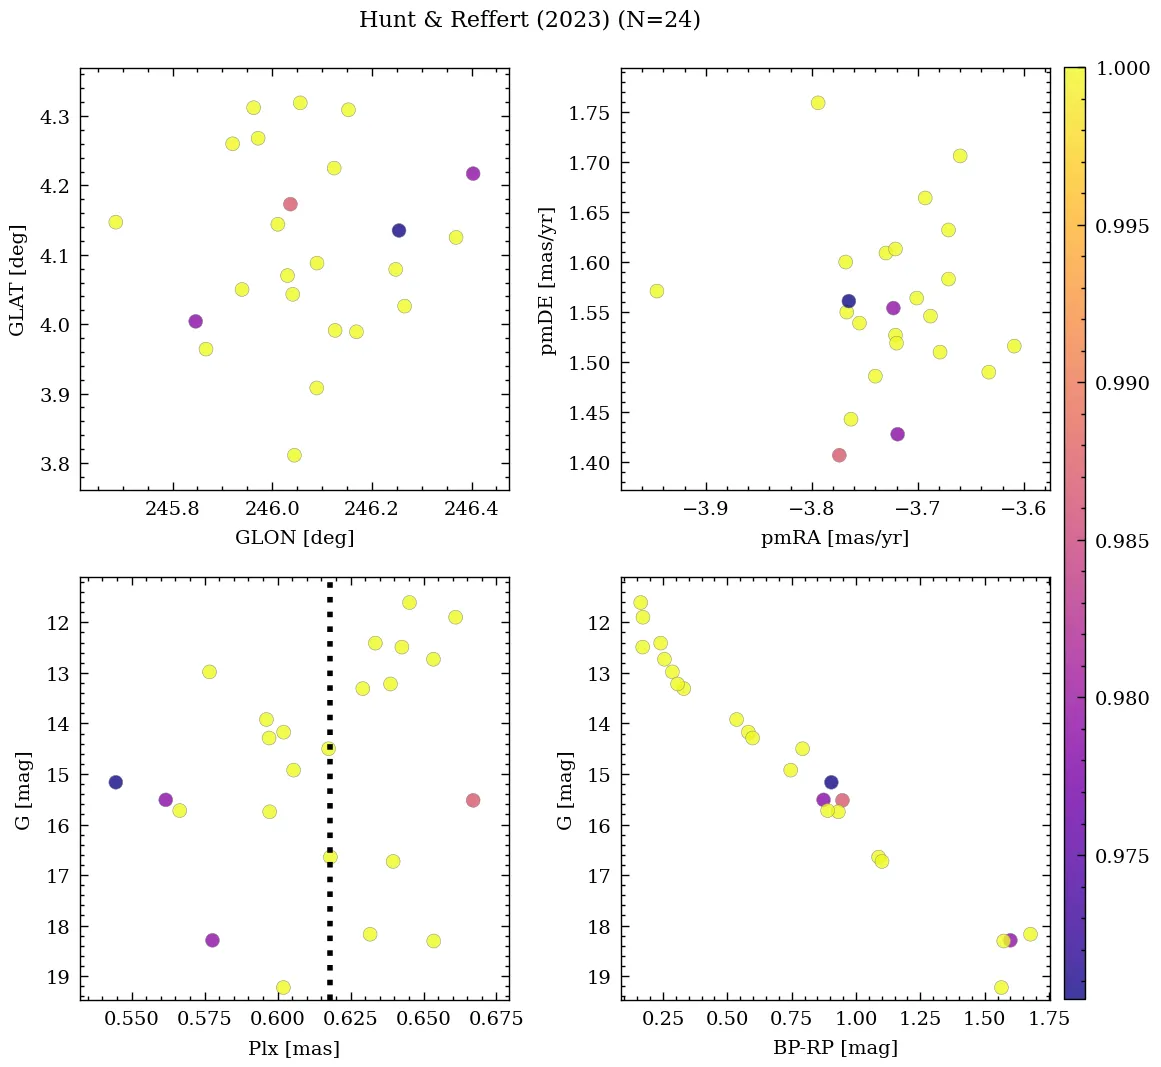 Hunt & Reffert (2023) (N=24)
4.3
4.2
4.1
4.0
3.9
3.8
GLAT [deg]
245.8 246.0 246.2 246.4
GLON [deg]
1.75
1.70
1.65
1.60
1.55
1.50
1.45
1.40
pmDE [mas/yr]
−3.9 −3.8 −3.7 −3.6
pmRA [mas/yr]
12
13
14
15
16
17
18
19
G [mag]
0.550 0.575 0.600 0.625 0.650 0.675
Plx [mas]
12
13
14
15
16
17
18
19
G [mag]
0.25 0.50 0.75 1.00 1.25 1.50 1.75
BP-RP [mag]
1.000
0.995
0.990
0.985
0.980
0.975